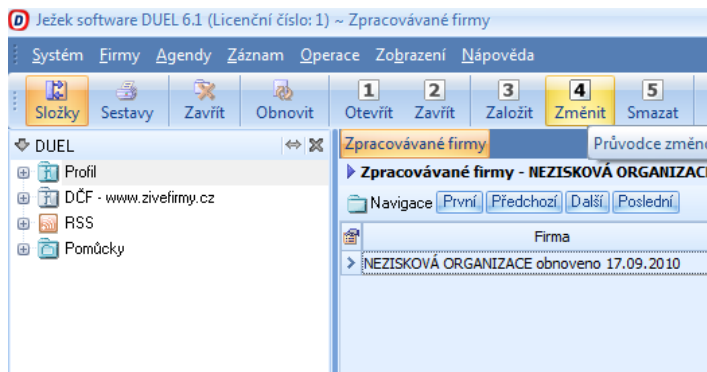 Ježek software DUEL 6.1 (Licenční číslo: 1) ~ Zpracovávané firmy
Systém Firmy Agendy Záznam Operace Zobrazení Nápověda
1 2 3 4 5
Složky Sestavy Zavřít Obnovit Otevřít Zavřít Založit Změnit Smazat
DUEL
Zpracovávané firmy
Průvodce změno
Profil
Zpracovávané firmy - NEZISKOVÁ ORGANIZAC
DČF - www.zivefirmy.cz
Navigace První Předchozí Další Poslední
RSS
Firma
Pomůcky
NEZISKOVÁ ORGANIZACE obnoveno 17.09.2010